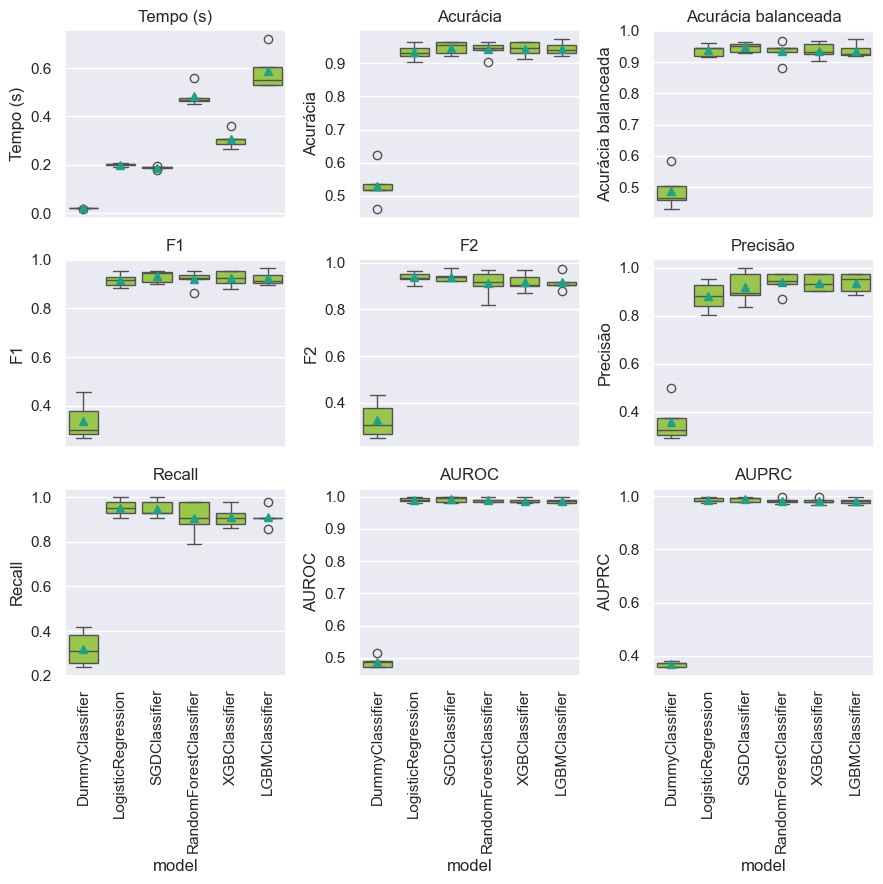 Tempo (s)
Acurácia
Acurácia balanceada
Tempo (s)
0.6
0.4
0.2
0.0
Acurácia
0.9
0.8
0.7
0.6
0.5
Acurácia balanceada
1.0
0.9
0.8
0.7
0.6
0.5
F1
F2
Precisão
F1
1.0
0.8
0.6
0.4
F2
1.0
0.8
0.6
0.4
Precisão
1.0
0.8
0.6
0.4
Recall
AUROC
AUPRC
Recall
1.0
0.8
0.6
0.4
0.2
AUROC
1.0
0.9
0.8
0.7
0.6
0.5
AUPRC
1.0
0.8
0.6
0.4
DummyClassifier
LogisticRegression
SGDClassifier
RandomForestClassifier
XGBClassifier
LGBMClassifier
model
DummyClassifier
LogisticRegression
SGDClassifier
RandomForestClassifier
XGBClassifier
LGBMClassifier
model
DummyClassifier
LogisticRegression
SGDClassifier
RandomForestClassifier
XGBClassifier
LGBMClassifier
model